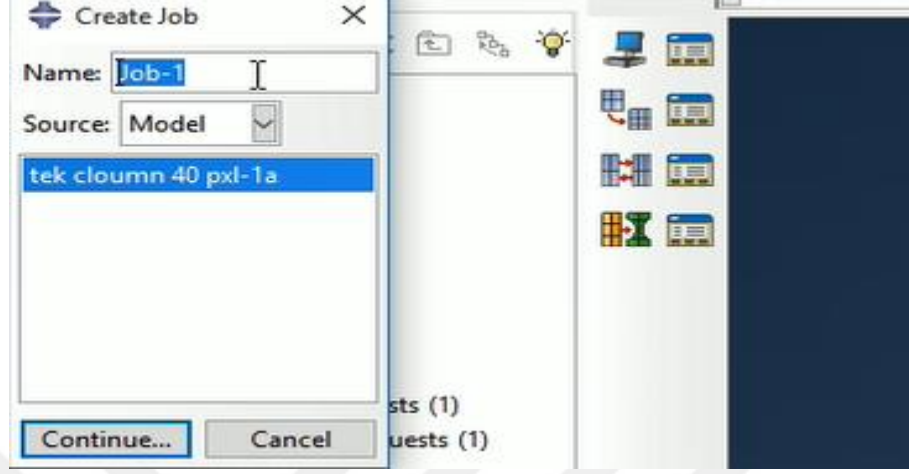 Create Job
Name: Job-1
Source: Model
tek cloumn 40 pxl-1a
sts (1)
uests (1)
Continue... Cancel